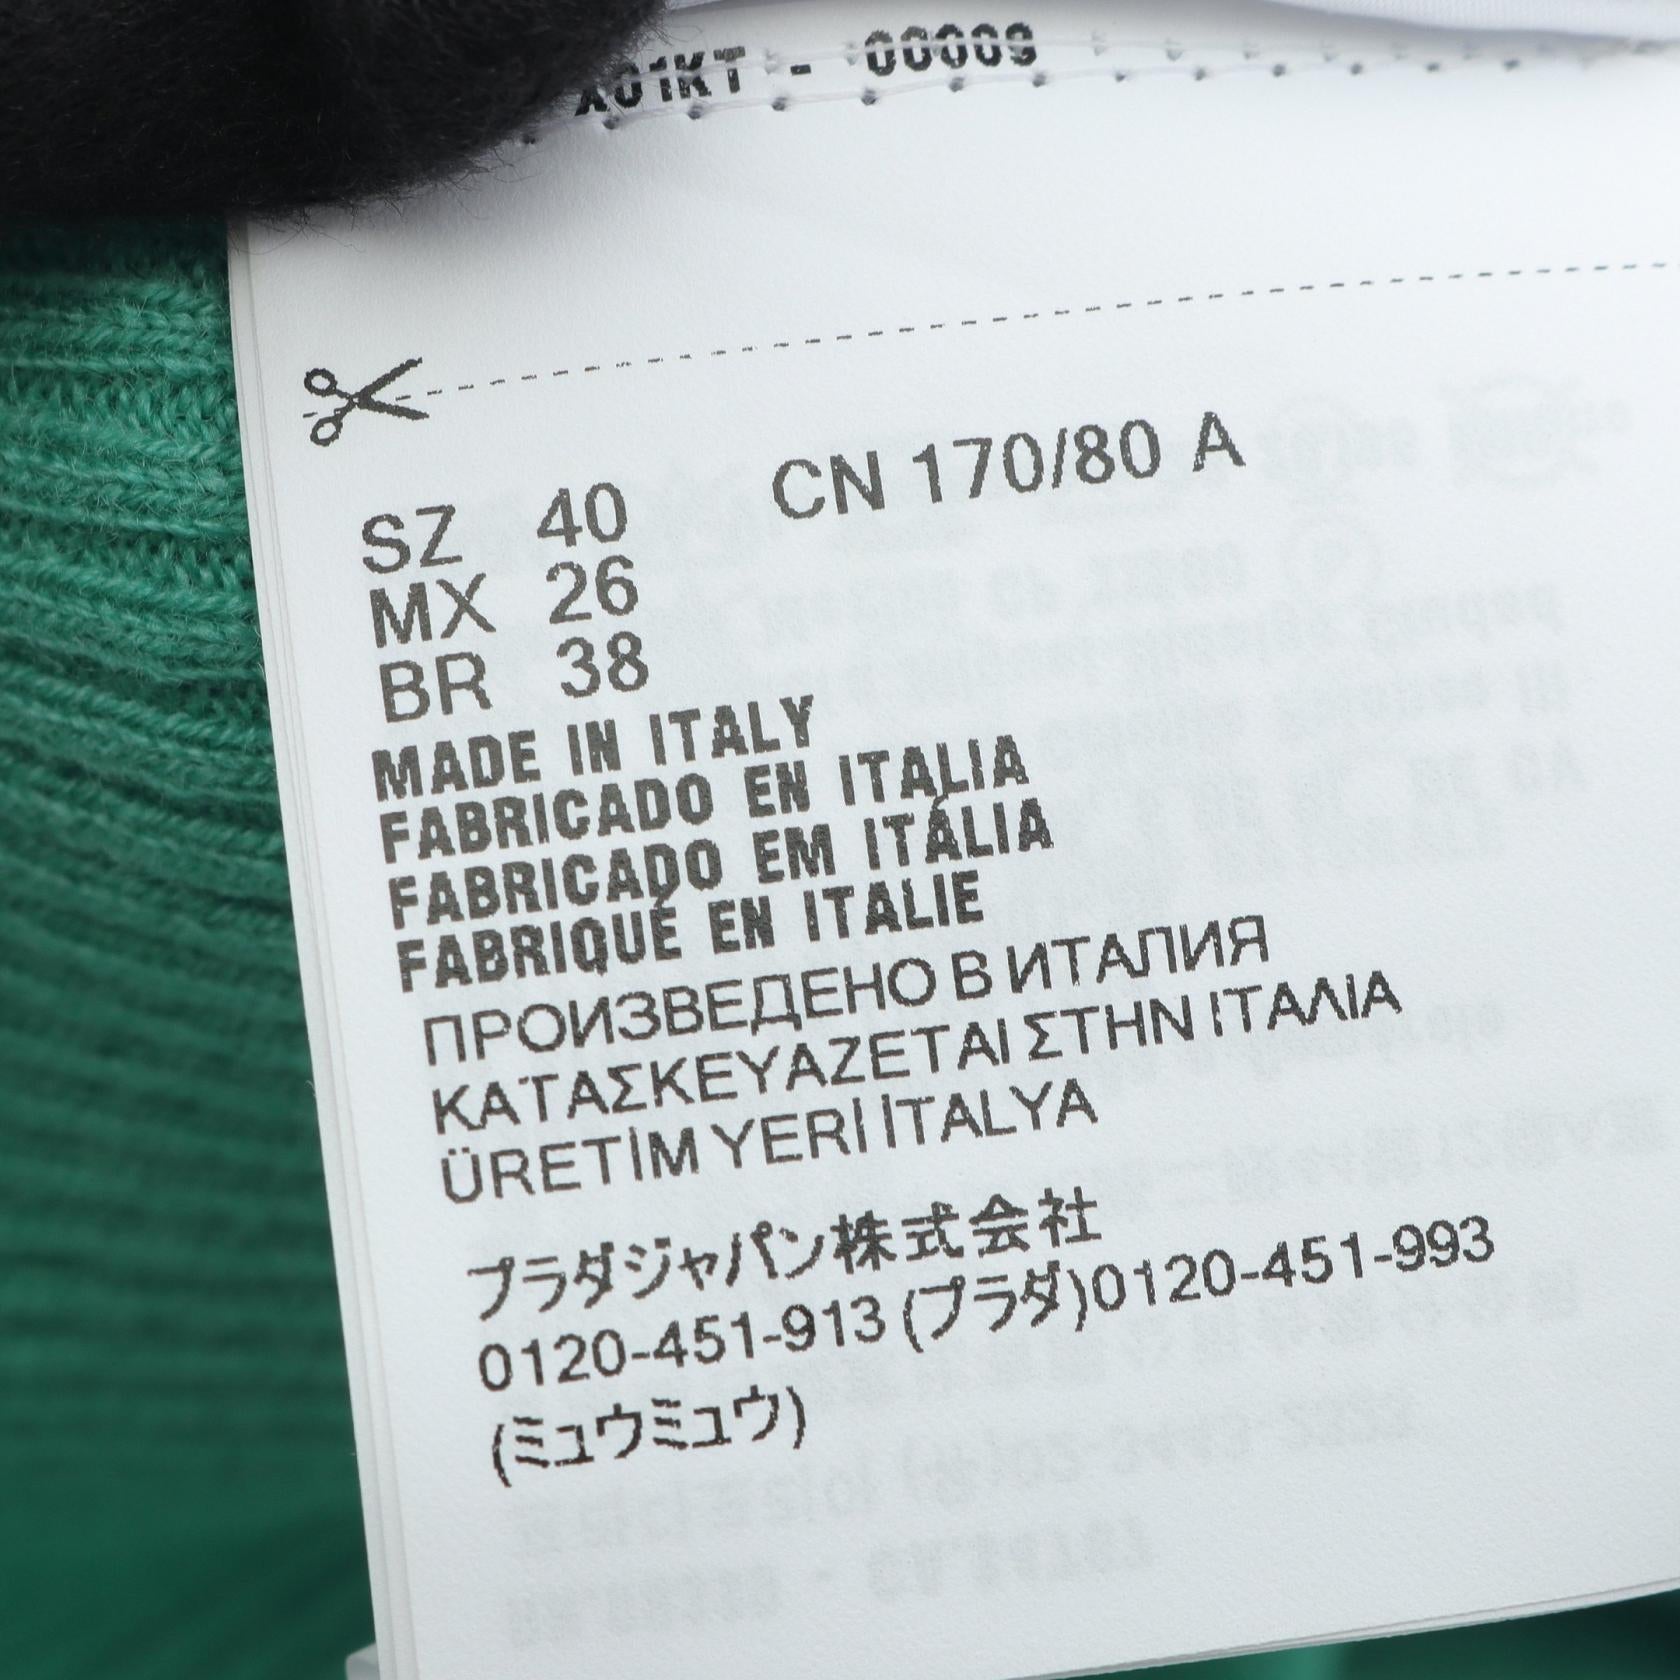 X01KT - 00009
SZ 40 CN 170/80 A
MX 26
BR 38
MADE IN ITALY
FABRICADO EN ITALIA
FABRICADO EM ITÁLIA
FABRIQUÉ EN ITALIE
ПРОИЗВЕДЕНО В ИТАЛИЯ
ΚΑΤΑΣΚΕΥΑΖΕΤΑΙ ΣΤΗΝ ΙΤΑΛΙΑ
ÜRETİM YERİ İTALYA
プラダジャパン株式会社
0120-451-913 (プラダ)0120-451-993
(ミュウミュウ)